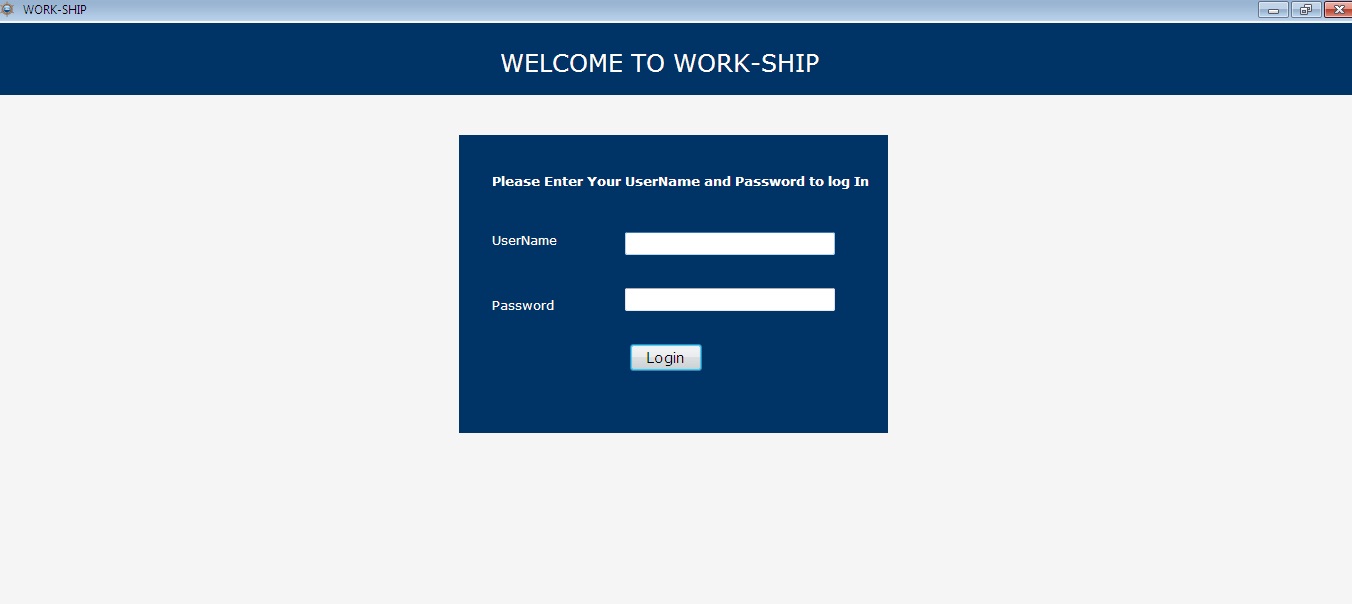 WORK-SHIP
WELCOME TO WORK-SHIP
Please Enter Your UserName and Password to log In
UserName
Password
Login